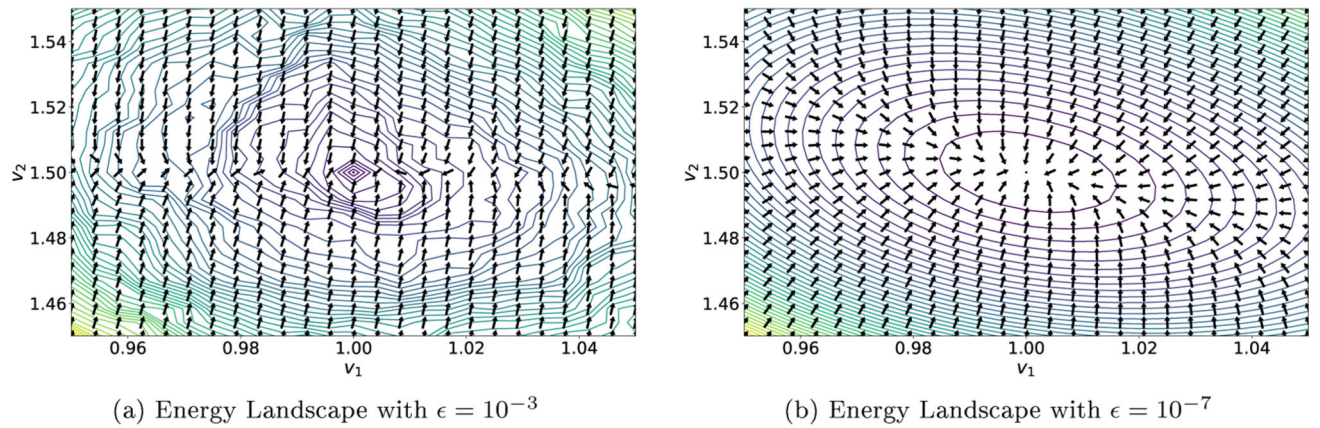 1.54
1.52
1.50
1.48
1.46
v₂
0.96 0.98 1.00 1.02 1.04
v₁
(a) Energy Landscape with ϵ = 10⁻³
1.54
1.52
1.50
1.48
1.46
v₂
0.96 0.98 1.00 1.02 1.04
v₁
(b) Energy Landscape with ϵ = 10⁻⁷